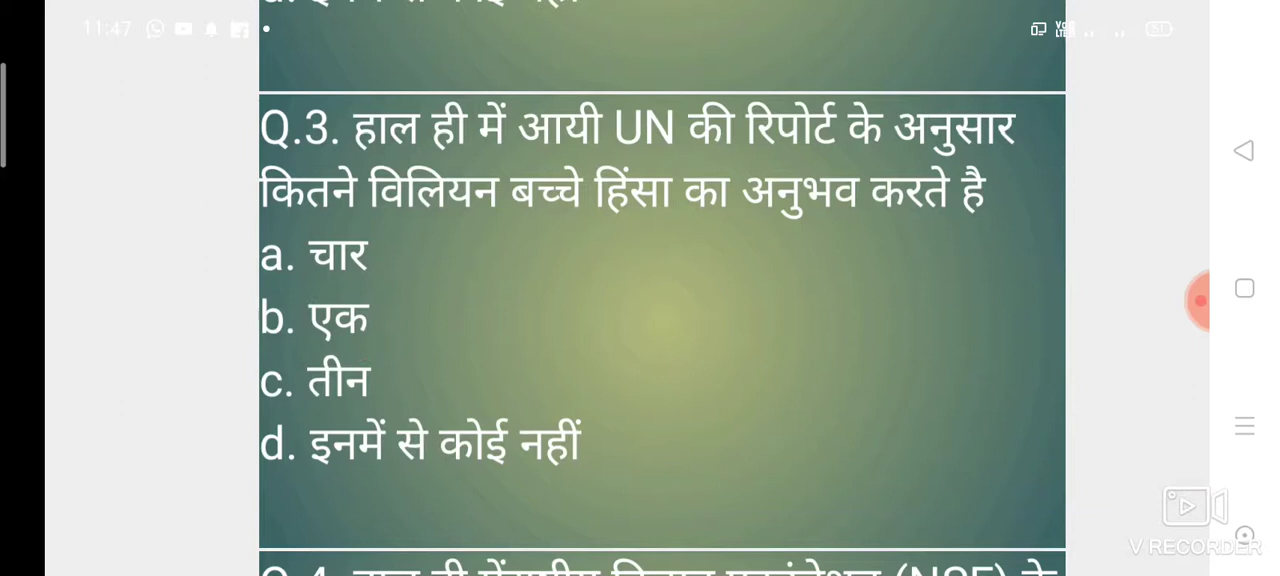 11:47
Q.3. हाल ही में आयी UN की रिपोर्ट के अनुसार
कितने विलियन बच्चे हिंसा का अनुभव करते है
a. चार
b. एक
c. तीन
d. इनमें से कोई नहीं
V RECORDER